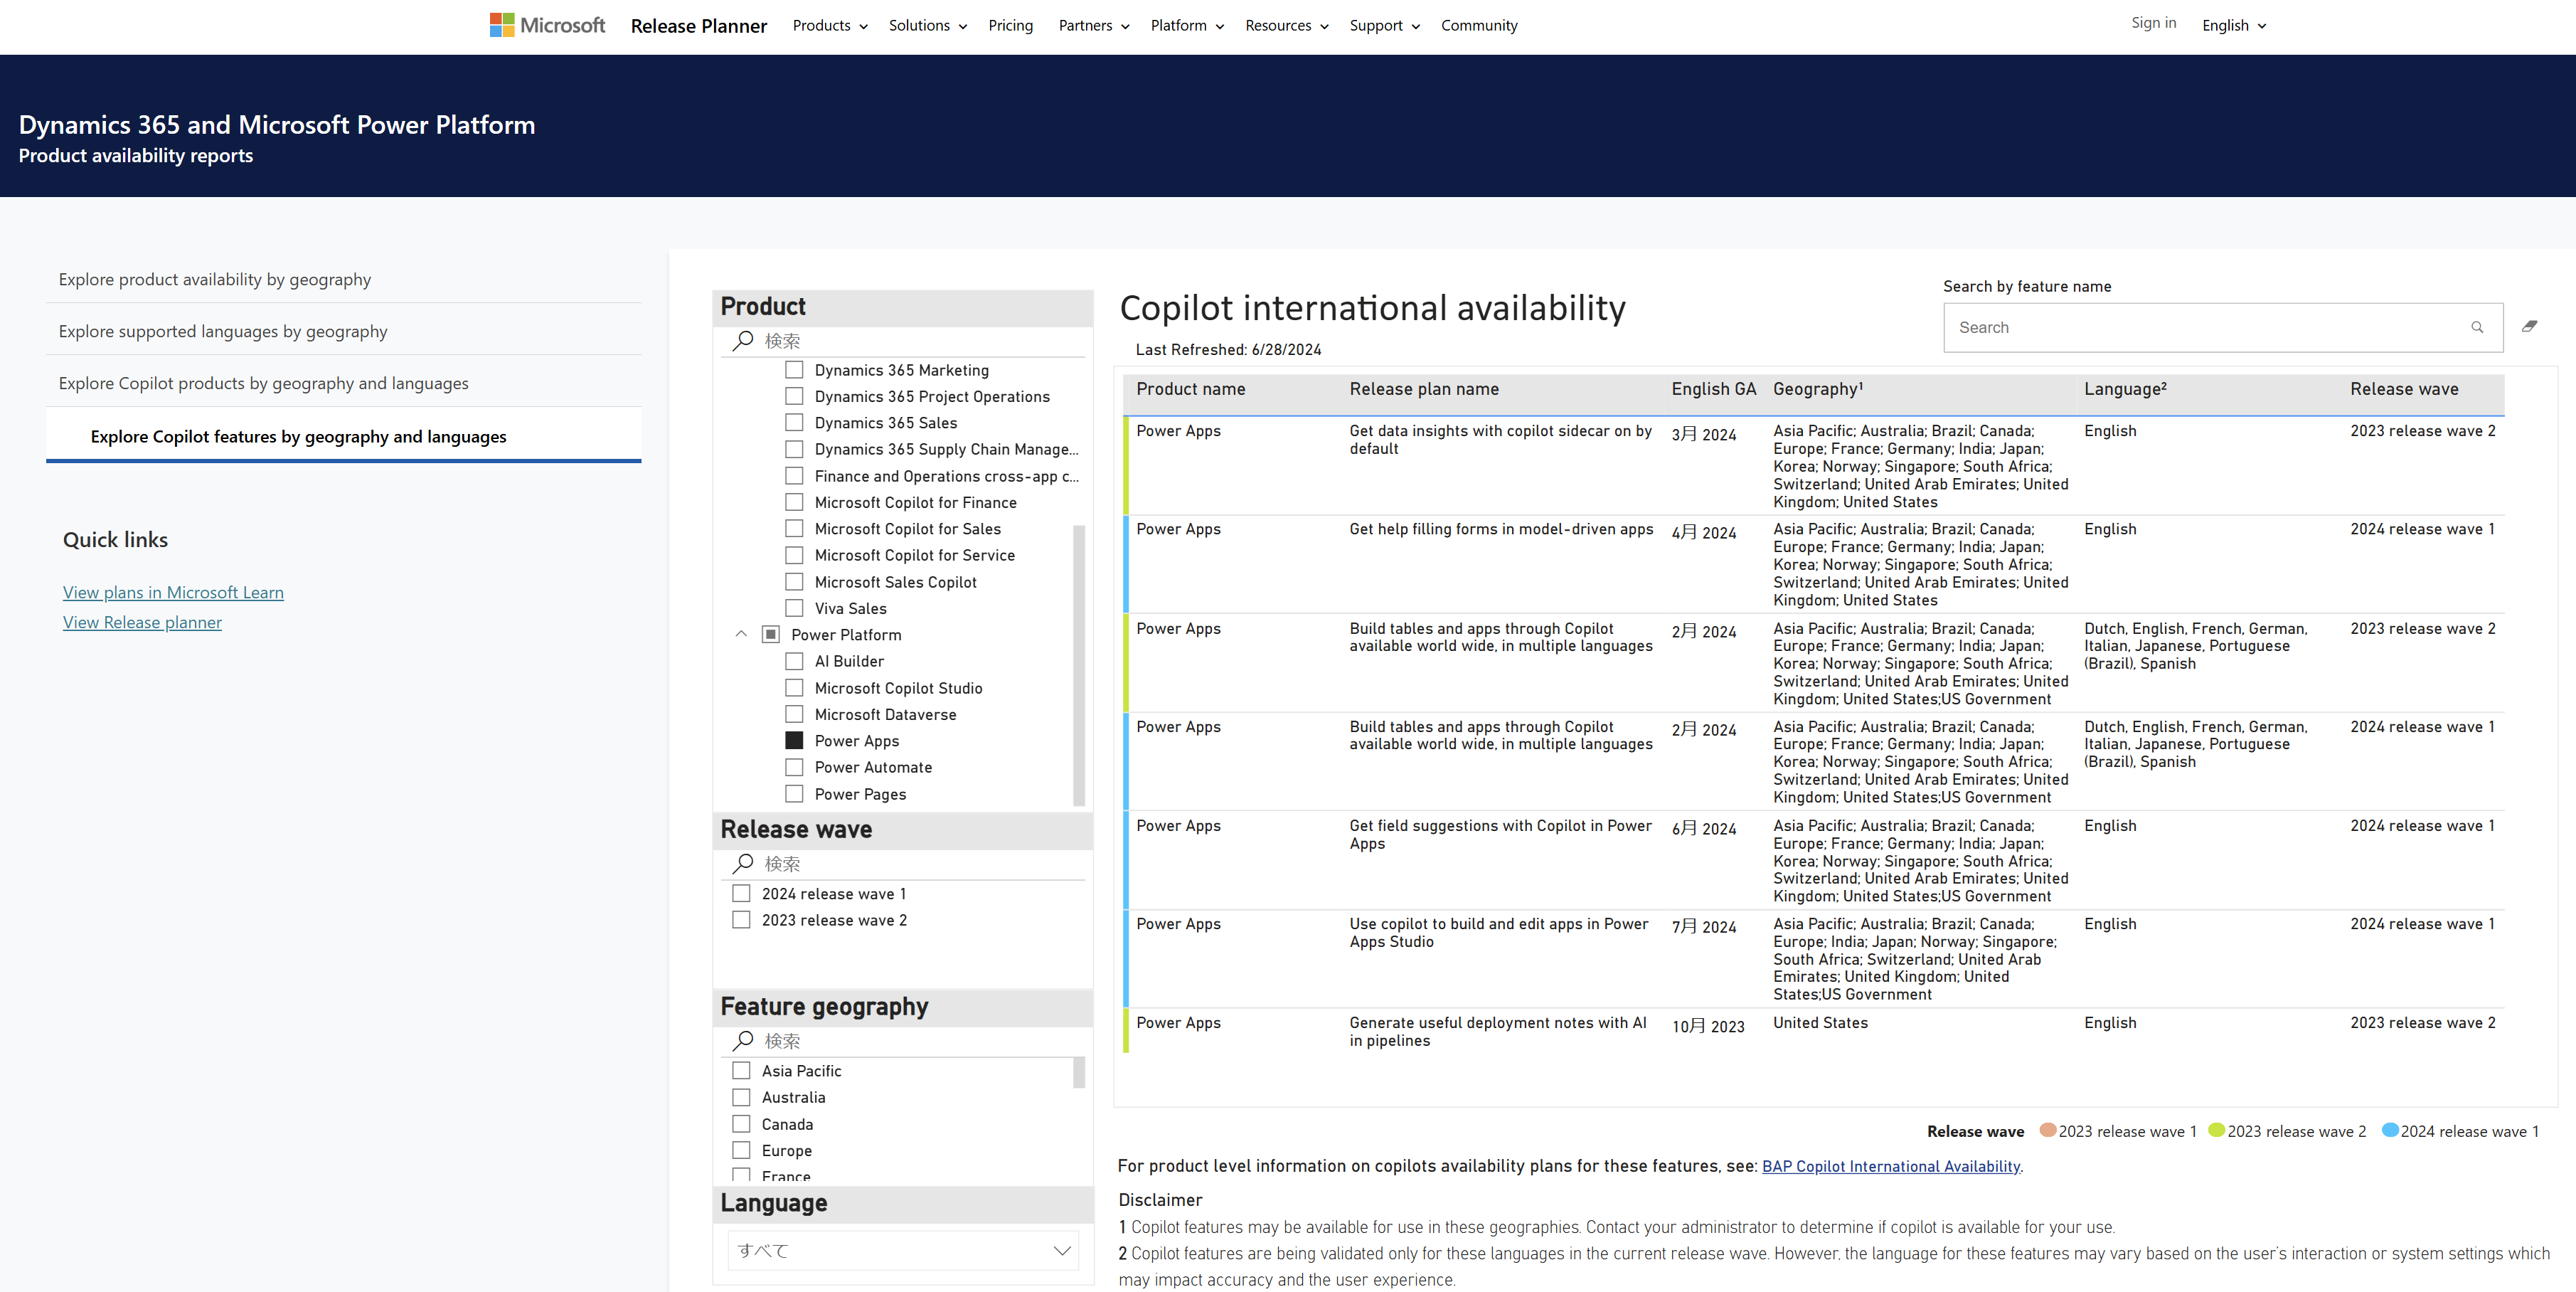 Microsoft
Release Planner
Products
Solutions
Pricing
Partners
Platform
Resources
Support
Community
Sign in
English
Dynamics 365 and Microsoft Power Platform
Product availability reports
Explore product availability by geography
Explore supported languages by geography
Explore Copilot products by geography and languages
Explore Copilot features by geography and languages
Quick links
View plans in Microsoft Learn
View Release planner
Product
検索
Dynamics 365 Marketing
Dynamics 365 Project Operations
Dynamics 365 Sales
Dynamics 365 Supply Chain Manage...
Finance and Operations cross-app c...
Microsoft Copilot for Finance
Microsoft Copilot for Sales
Microsoft Copilot for Service
Microsoft Sales Copilot
Viva Sales
Power Platform
AI Builder
Microsoft Copilot Studio
Microsoft Dataverse
Power Apps
Power Automate
Power Pages
Release wave
検索
2024 release wave 1
2023 release wave 2
Feature geography
検索
Asia Pacific
Australia
Canada
Europe
France
Language
すべて
Copilot international availability
Last Refreshed: 6/28/2024
Search by feature name
Search
Product name Release plan name English GA Geography¹ Language² Release wave
Power Apps
Get data insights with copilot sidecar on by
default
3月 2024
Asia Pacific; Australia; Brazil; Canada;
Europe; France; Germany; India; Japan;
Korea; Norway; Singapore; South Africa;
Switzerland; United Arab Emirates; United
Kingdom; United States
English
2023 release wave 2
Power Apps
Get help filling forms in model-driven apps
4月 2024
Asia Pacific; Australia; Brazil; Canada;
Europe; France; Germany; India; Japan;
Korea; Norway; Singapore; South Africa;
Switzerland; United Arab Emirates; United
Kingdom; United States
English
2024 release wave 1
Power Apps
Build tables and apps through Copilot
available world wide, in multiple languages
2月 2024
Asia Pacific; Australia; Brazil; Canada;
Europe; France; Germany; India; Japan;
Korea; Norway; Singapore; South Africa;
Switzerland; United Arab Emirates; United
Kingdom; United States;US Government
Dutch, English, French, German,
Italian, Japanese, Portuguese
(Brazil), Spanish
2023 release wave 2
Power Apps
Build tables and apps through Copilot
available world wide, in multiple languages
2月 2024
Asia Pacific; Australia; Brazil; Canada;
Europe; France; Germany; India; Japan;
Korea; Norway; Singapore; South Africa;
Switzerland; United Arab Emirates; United
Kingdom; United States;US Government
Dutch, English, French, German,
Italian, Japanese, Portuguese
(Brazil), Spanish
2024 release wave 1
Power Apps
Get field suggestions with Copilot in Power
Apps
6月 2024
Asia Pacific; Australia; Brazil; Canada;
Europe; France; Germany; India; Japan;
Korea; Norway; Singapore; South Africa;
Switzerland; United Arab Emirates; United
Kingdom; United States;US Government
English
2024 release wave 1
Power Apps
Use copilot to build and edit apps in Power
Apps Studio
7月 2024
Asia Pacific; Australia; Brazil; Canada;
Europe; India; Japan; Norway; Singapore;
South Africa; Switzerland; United Arab
Emirates; United Kingdom; United
States;US Government
English
2024 release wave 1
Power Apps
Generate useful deployment notes with AI
in pipelines
10月 2023
United States
English
2023 release wave 2
Release wave 2023 release wave 1 2023 release wave 2 2024 release wave 1
For product level information on copilots availability plans for these features, see: BAP Copilot International Availability.
Disclaimer
1 Copilot features may be available for use in these geographies. Contact your administrator to determine if copilot is available for your use.
2 Copilot features are being validated only for these languages in the current release wave. However, the language for these features may vary based on the user's interaction or system settings which
may impact accuracy and the user experience.